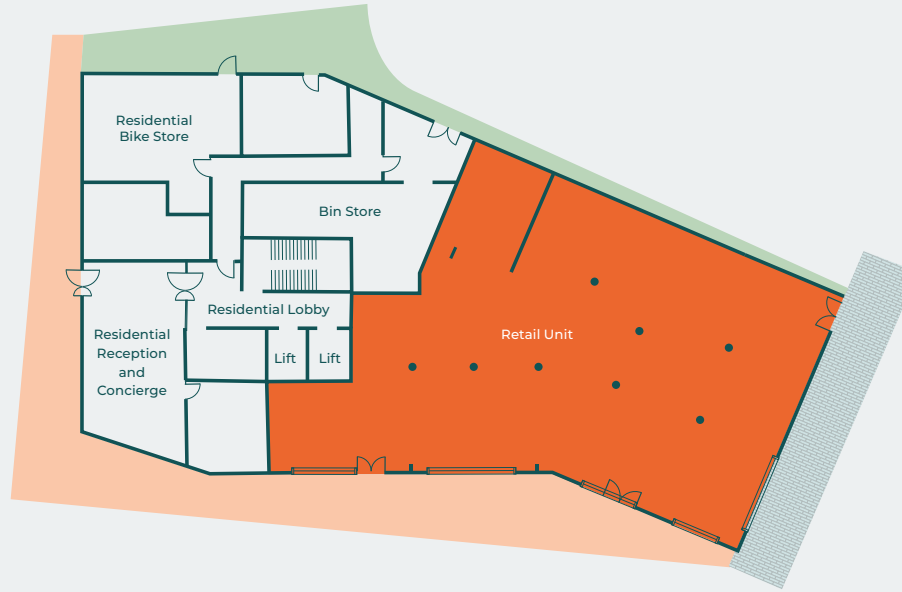 Residential
Bike Store
Bin Store
Residential Lobby
Retail Unit
Residential
Reception
and
Concierge
Lift
Lift